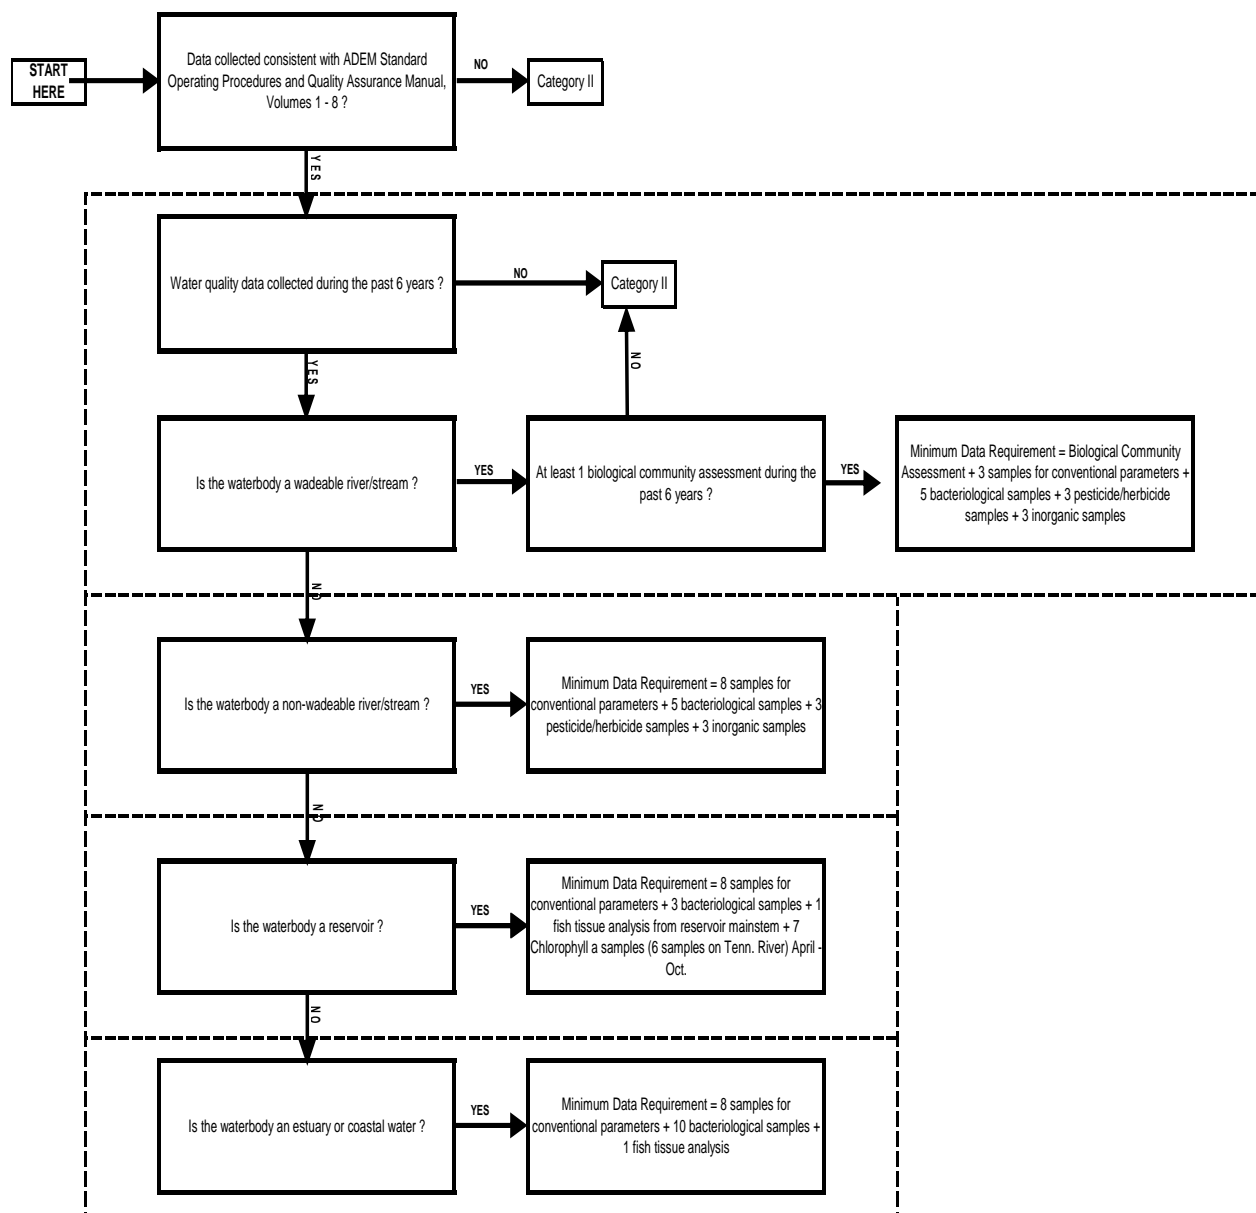 START
HERE
Data collected consistent with ADEM Standard
Operating Procedures and Quality Assurance Manual,
Volumes 1 - 8 ?
NO
Category II
YES
Water quality data collected during the past 6 years ?
NO
Category II
YES
NO
Is the waterbody a wadeable river/stream ?
YES
At least 1 biological community assessment during the
past 6 years ?
YES
Minimum Data Requirement = Biological Community
Assessment + 3 samples for conventional parameters +
5 bacteriological samples + 3 pesticide/herbicide
samples + 3 inorganic samples
NO
Is the waterbody a non-wadeable river/stream ?
YES
Minimum Data Requirement = 8 samples for
conventional parameters + 5 bacteriological samples + 3
pesticide/herbicide samples + 3 inorganic samples
NO
Is the waterbody a reservoir ?
YES
Minimum Data Requirement = 8 samples for
conventional parameters + 3 bacteriological samples + 1
fish tissue analysis from reservoir mainstem + 7
Chlorophyll a samples (6 samples on Tenn. River) April -
Oct.
NO
Is the waterbody an estuary or coastal water ?
YES
Minimum Data Requirement = 8 samples for
conventional parameters + 10 bacteriological samples +
1 fish tissue analysis